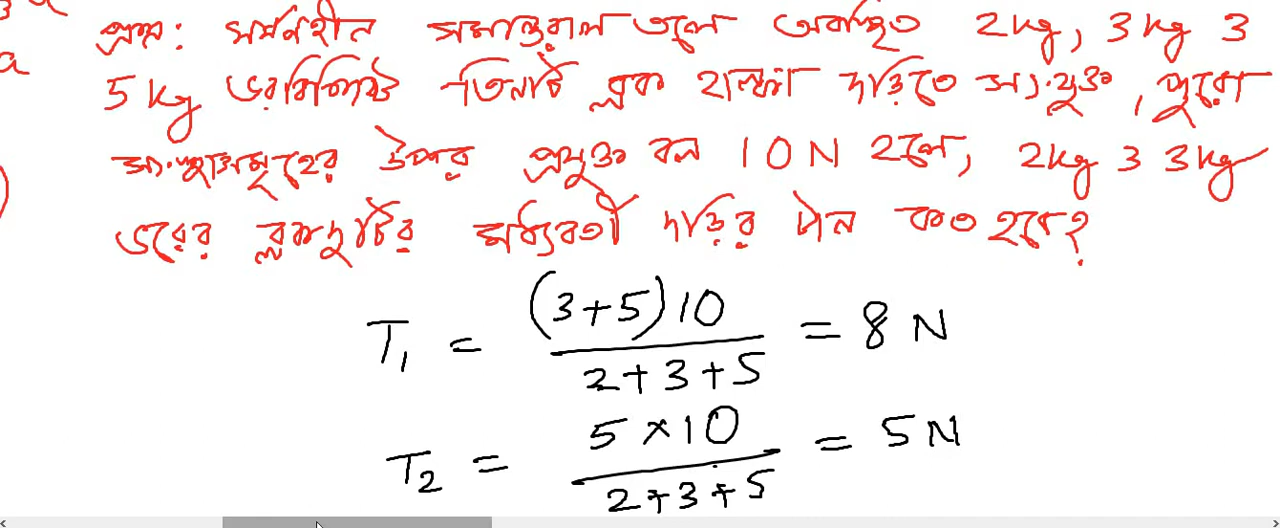 প্রশ্ন: ঘর্ষণহীন সমান্তরাল তলে অবস্থিত 2kg, 3kg ও
5kg ভরবিশিষ্ট তিনটি ব্লক হাল্কা দড়িতে সংযুক্ত, পুরো
সংস্থাসমূহের উপর প্রযুক্ত বল 10N হলে, 2kg ও 3kg
ভরের ব্লকদুটির মধ্যবর্তী দড়ির টান কত হবে?
T₁ = (3+5)10 / 2+3+5 = 8 N
T₂ = 5×10 / 2+3+5 = 5N